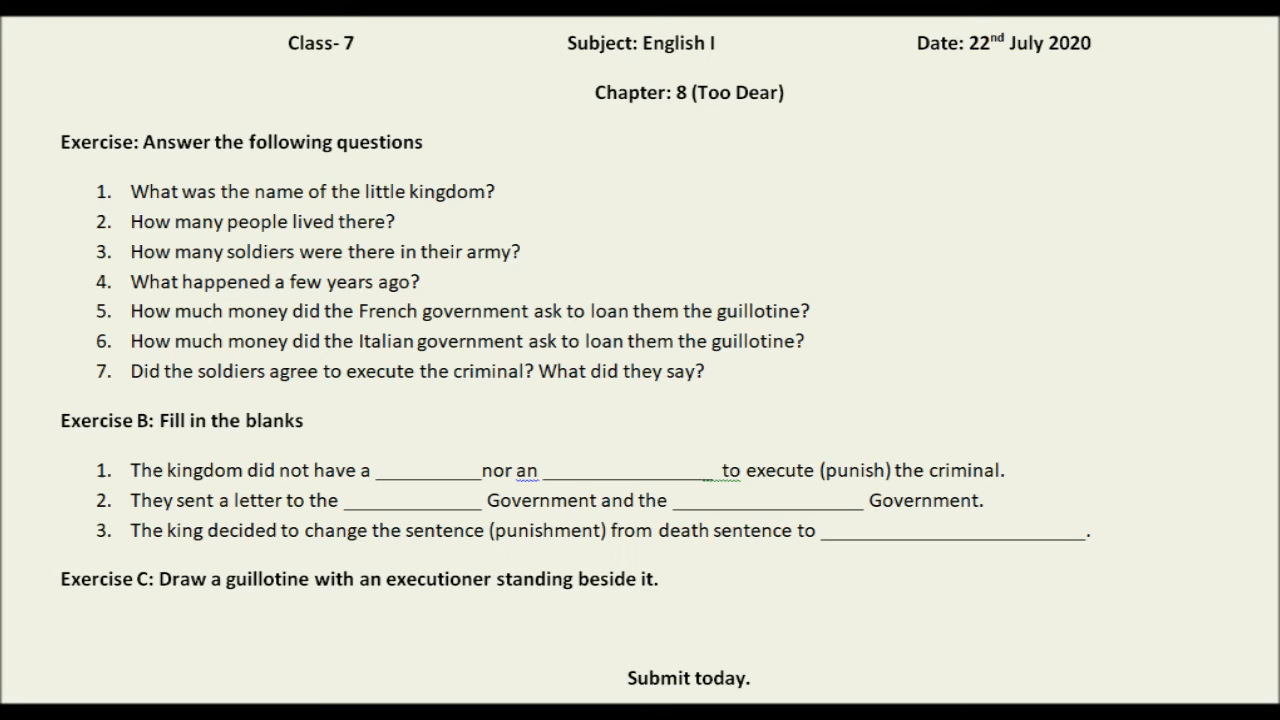 Class- 7 Subject: English I Date: 22nd July 2020
Chapter: 8 (Too Dear)
Exercise: Answer the following questions
1. What was the name of the little kingdom?
2. How many people lived there?
3. How many soldiers were there in their army?
4. What happened a few years ago?
5. How much money did the French government ask to loan them the guillotine?
6. How much money did the Italian government ask to loan them the guillotine?
7. Did the soldiers agree to execute the criminal? What did they say?
Exercise B: Fill in the blanks
1. The kingdom did not have a __________ nor an ________________ to execute (punish) the criminal.
2. They sent a letter to the _____________ Government and the __________________ Government.
3. The king decided to change the sentence (punishment) from death sentence to _________________________.
Exercise C: Draw a guillotine with an executioner standing beside it.
Submit today.